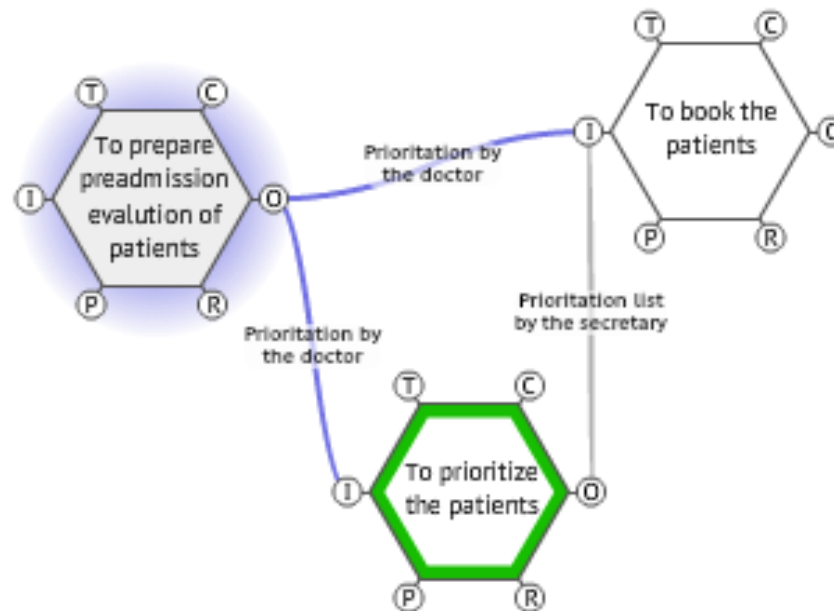 T
C
To prepare
preadmission
evalution of
patients
I
O
P
R
T
C
To book the
patients
I
O
P
R
Prioritation by
the doctor
Prioritation by
the doctor
Prioritation list
by the secretary
T
C
To prioritize
the patients
I
O
P
R